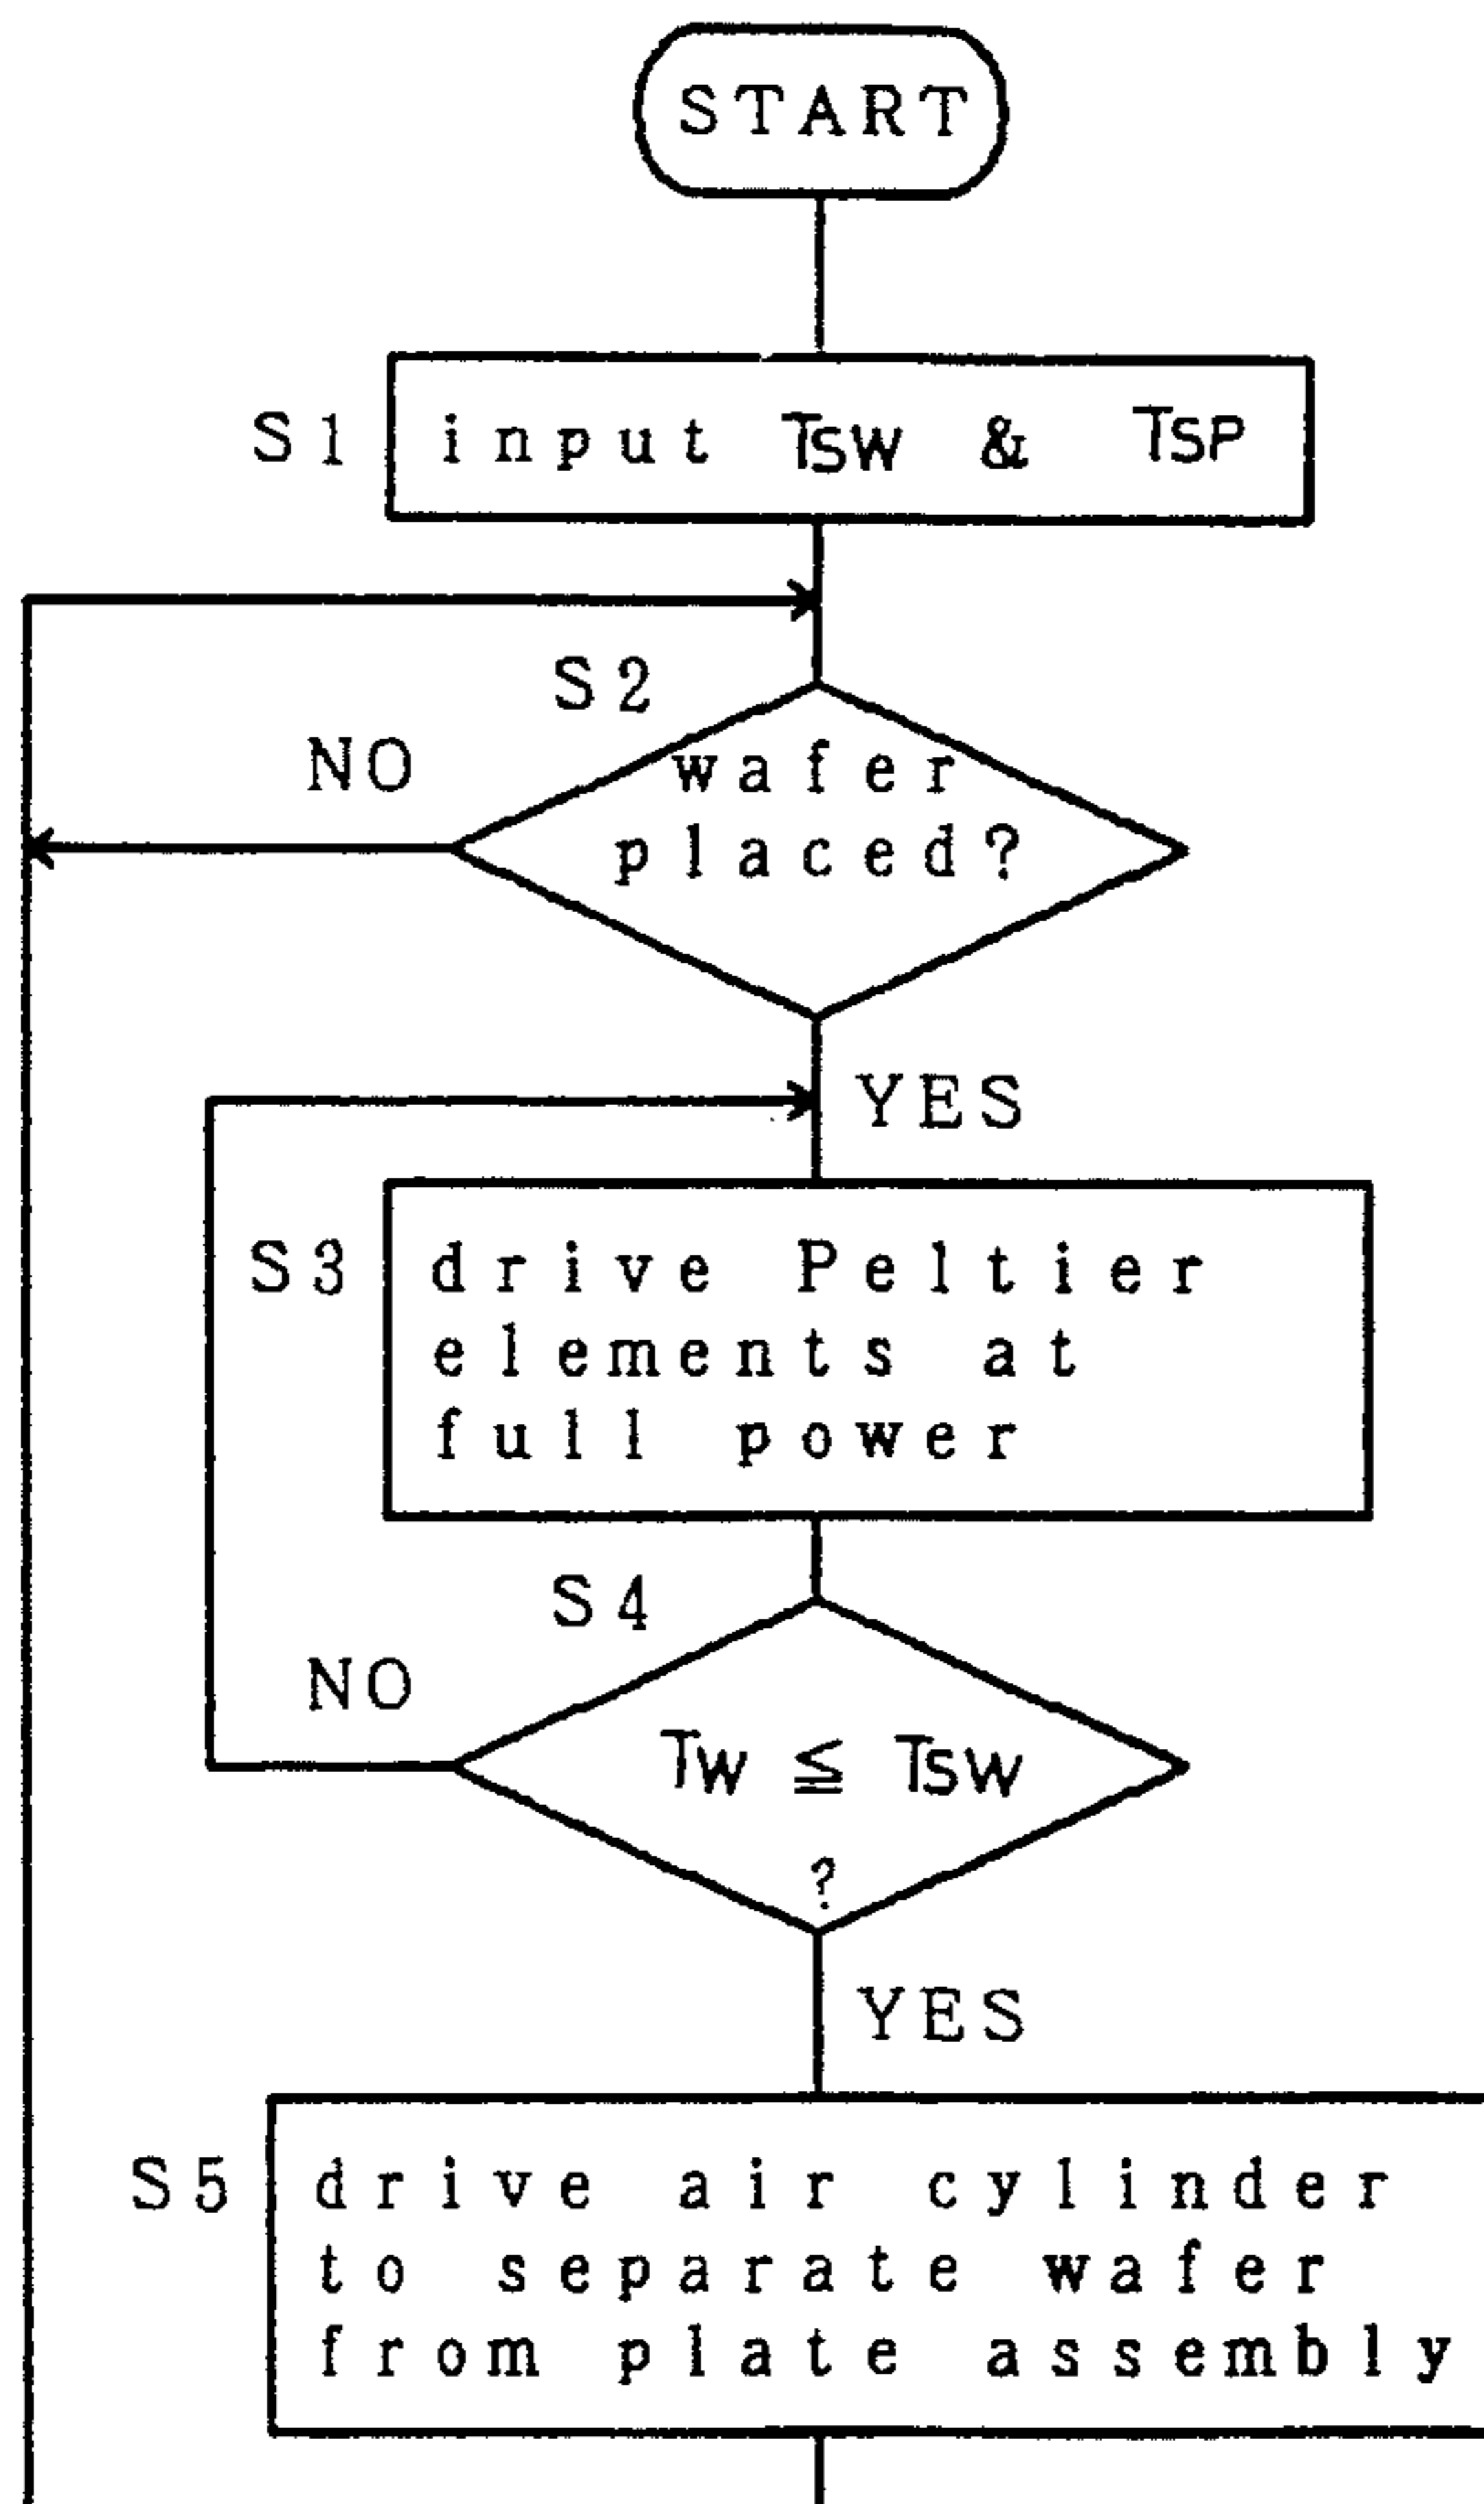 START
S1 input TSW & TSP
S2
NO
wafer
placed?
YES
S3 drive Peltier
elements at
full power
S4
NO
TW ≦ TSW
?
YES
S5 drive air cylinder
to separate wafer
from plate assembly